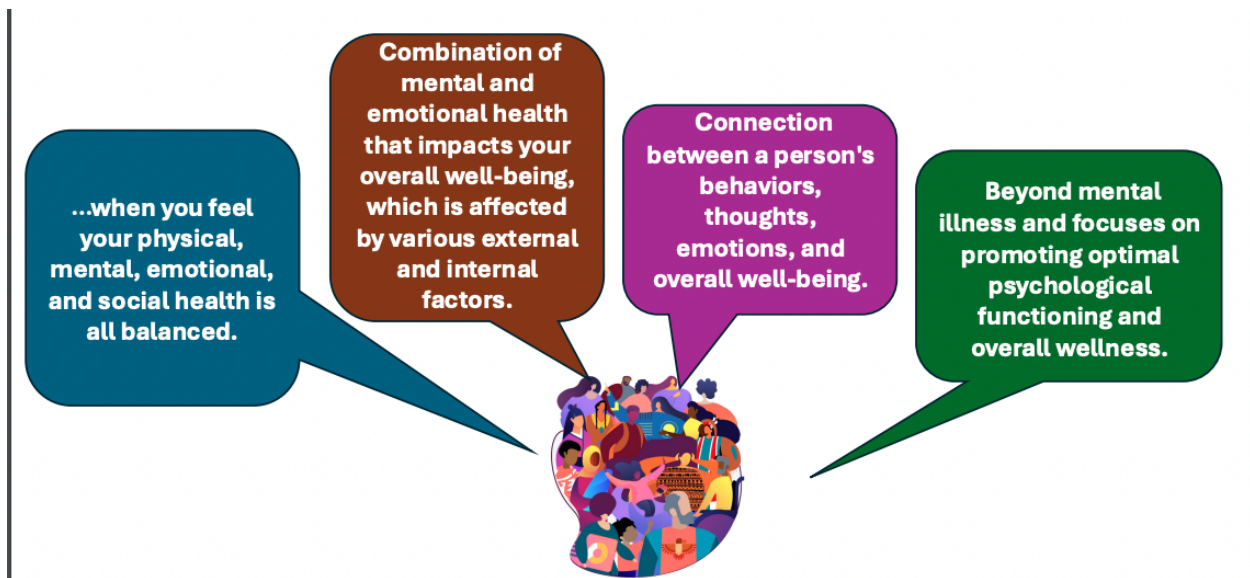 ...when you feel
your physical,
mental, emotional,
and social health is
all balanced.
Combination of
mental and
emotional health
that impacts your
overall well-being,
which is affected
by various external
and internal
factors.
Connection
between a person's
behaviors,
thoughts,
emotions, and
overall well-being.
Beyond mental
illness and focuses on
promoting optimal
psychological
functioning and
overall wellness.